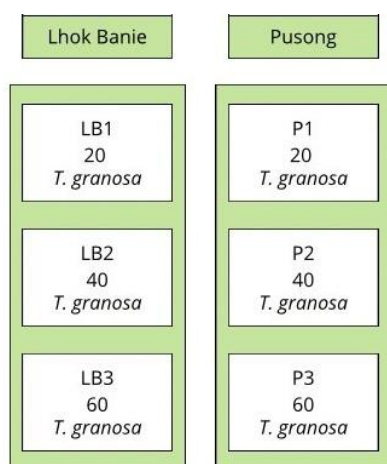 Lhok Banie
Pusong
LB1
20
T. granosa
P1
20
T. granosa
LB2
40
T. granosa
P2
40
T. granosa
LB3
60
T. granosa
P3
60
T. granosa